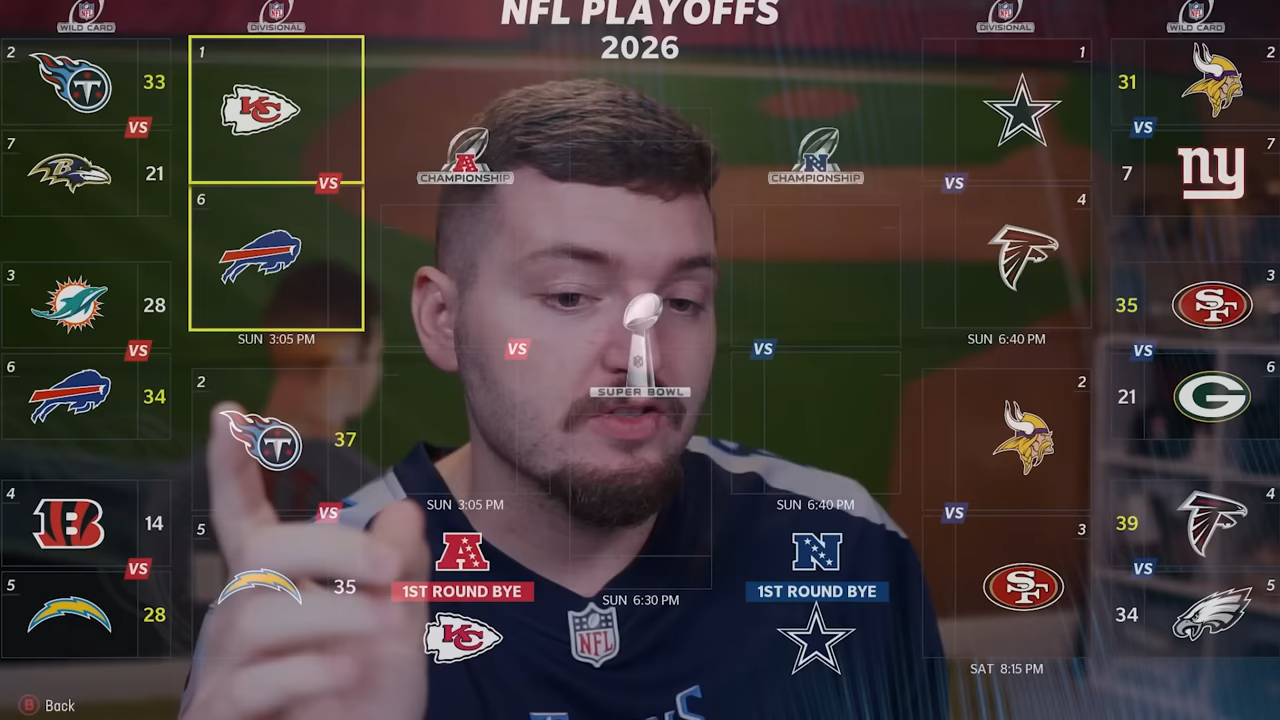 NFL PLAYOFFS
2026
WILD CARD
DIVISIONAL
DIVISIONAL
WILD CARD
2
33
VS
7
21
3
28
VS
6
34
4
14
VS
5
28
1
VS
6
SUN 3:05 PM
2
37
VS
5
35
CHAMPIONSHIP
VS
SUN 3:05 PM
1ST ROUND BYE
SUPER BOWL
SUN 6:30 PM
NFL
CHAMPIONSHIP
VS
SUN 6:40 PM
1ST ROUND BYE
1
VS
4
SUN 6:40 PM
2
VS
3
SAT 8:15 PM
31
2
VS
7
7
ny
35
3
VS
21
6
39
4
VS
34
5
B Back